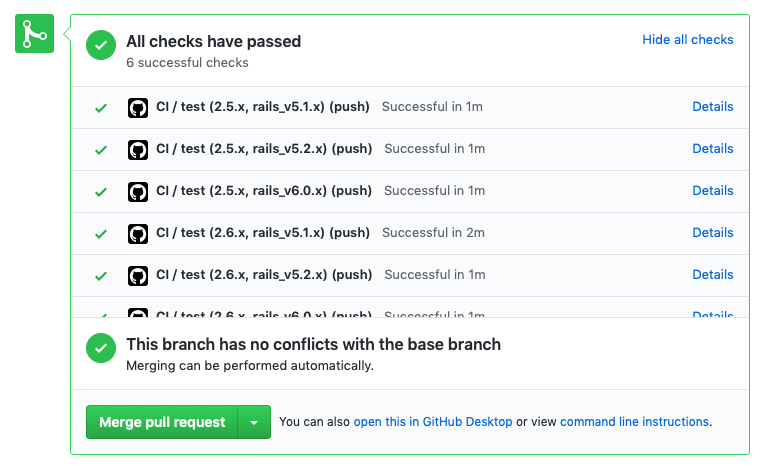 All checks have passed
Hide all checks
6 successful checks
CI / test (2.5.x, rails_v5.1.x) (push) Successful in 1m Details
CI / test (2.5.x, rails_v5.2.x) (push) Successful in 1m Details
CI / test (2.5.x, rails_v6.0.x) (push) Successful in 1m Details
CI / test (2.6.x, rails_v5.1.x) (push) Successful in 2m Details
CI / test (2.6.x, rails_v5.2.x) (push) Successful in 1m Details
CI / test (2.6.x, rails_v6.0.x) (push) Successful in 1m Details
This branch has no conflicts with the base branch
Merging can be performed automatically.
Merge pull request You can also open this in GitHub Desktop or view command line instructions.